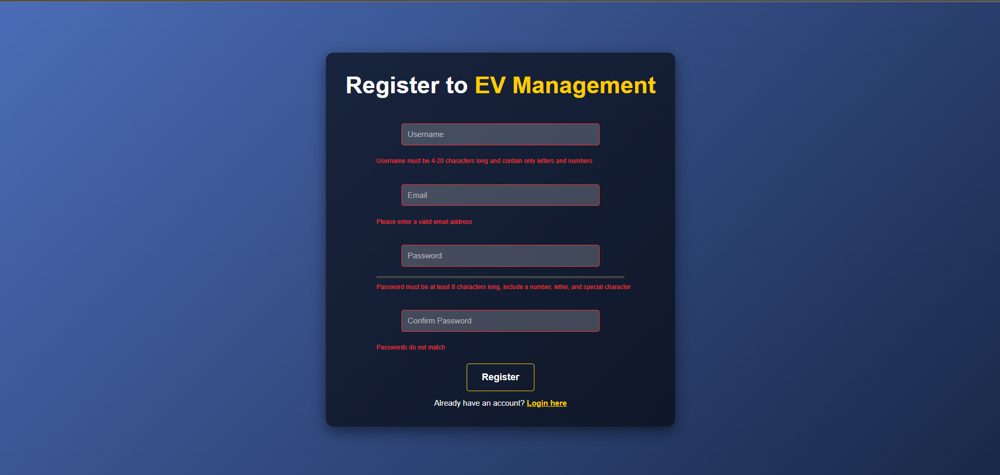 Register to EV Management
Username
Username must be 4-20 characters long and contain only letters and numbers
Email
Please enter a valid email address
Password
Password must be at least 8 characters long, include a number, letter, and special character
Confirm Password
Passwords do not match
Register
Already have an account? Login here